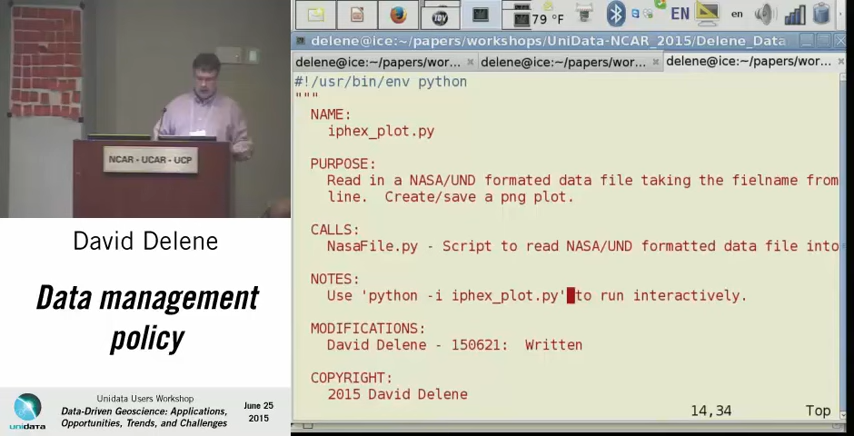 NCAR - UCAR - UCP
David Delene
Data management
policy
unidata
Unidata Users Workshop
Data-Driven Geoscience: Applications,
Opportunities, Trends, and Challenges
June 25
2015
IDV
79 °F
EN
en
delene@ice:~/papers/workshops/UniData-NCAR_2015/Delene_Data
delene@ice:~/papers/wor...
delene@ice:~/papers/wor...
delene@ice:~/papers/wor...
#!/usr/bin/env python
"""
NAME:
iphex_plot.py
PURPOSE:
Read in a NASA/UND formated data file taking the fielname from
line. Create/save a png plot.
CALLS:
NasaFile.py - Script to read NASA/UND formatted data file into
NOTES:
Use 'python -i iphex_plot.py' to run interactively.
MODIFICATIONS:
David Delene - 150621: Written
COPYRIGHT:
2015 David Delene
14,34 Top